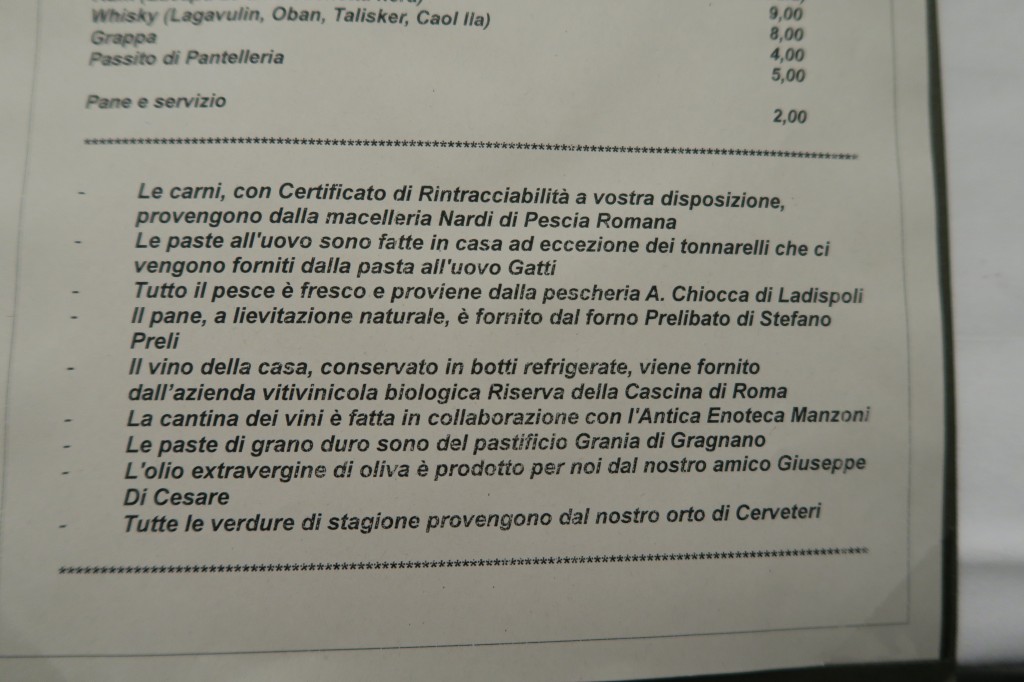 Whisky (Lagavulin, Oban, Talisker, Caol Ila) 9,00
Grappa 8,00
Passito di Pantelleria 4,00
5,00
Pane e servizio 2,00
******************************
- Le carni, con Certificato di Rintracciabilità a vostra disposizione,
provengono dalla macelleria Nardi di Pescia Romana
- Le paste all'uovo sono fatte in casa ad eccezione dei tonnarelli che ci
vengono forniti dalla pasta all'uovo Gatti
- Tutto il pesce è fresco e proviene dalla pescheria A. Chiocca di Ladispoli
- Il pane, a lievitazione naturale, è fornito dal forno Prelibato di Stefano
Preli
- Il vino della casa, conservato in botti refrigerate, viene fornito
dall'azienda vitivinicola biologica Riserva della Cascina di Roma
- La cantina dei vini è fatta in collaborazione con l'Antica Enoteca Manzoni
- Le paste di grano duro sono del pastificio Grania di Gragnano
- L'olio extravergine di oliva è prodotto per noi dal nostro amico Giuseppe
Di Cesare
- Tutte le verdure di stagione provengono dal nostro orto di Cerveteri
******************************